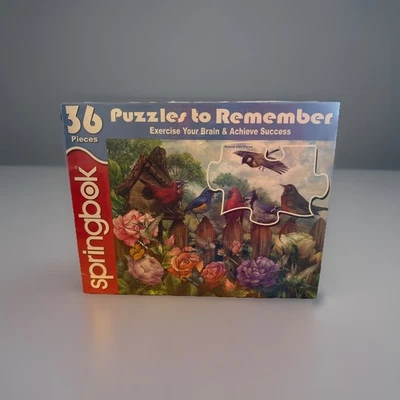 36
Pieces
Puzzles to Remember
Exercise Your Brain & Achieve Success
springbok